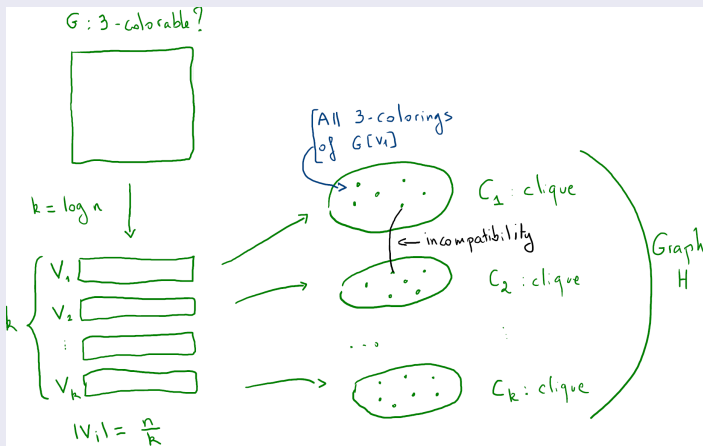 G : 3-colorable?
All 3-colorings
of G[V₁]
C₁ : clique
k = log n
← incompatibility
Graph
H
k
V₁
V₂
⋮
Vₖ
C₂ : clique
⋮
...
Cₖ : clique
|Vᵢ| = n/k